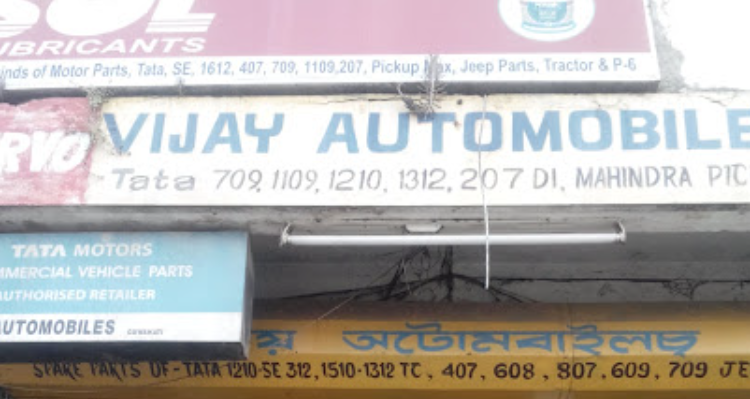 SOL
UBRICANTS
inds of Motor Parts, Tata, SE, 1612, 407, 709, 1109,207, Pickup Max, Jeep Parts, Tractor & P-6
RVO
VIJAY AUTOMOBILE
Tata 709, 1109, 1210, 1312, 207 DI, MAHINDRA PIC
TATA MOTORS
MMERCIAL VEHICLE PARTS
AUTHORISED RETAILER
AUTOMOBILES
য় অটোমবাইলছ্
SPARE PARTS OF - TATA 1210-SE 312, 1510-1312 TC, 407, 608, 807, 609, 709 JE